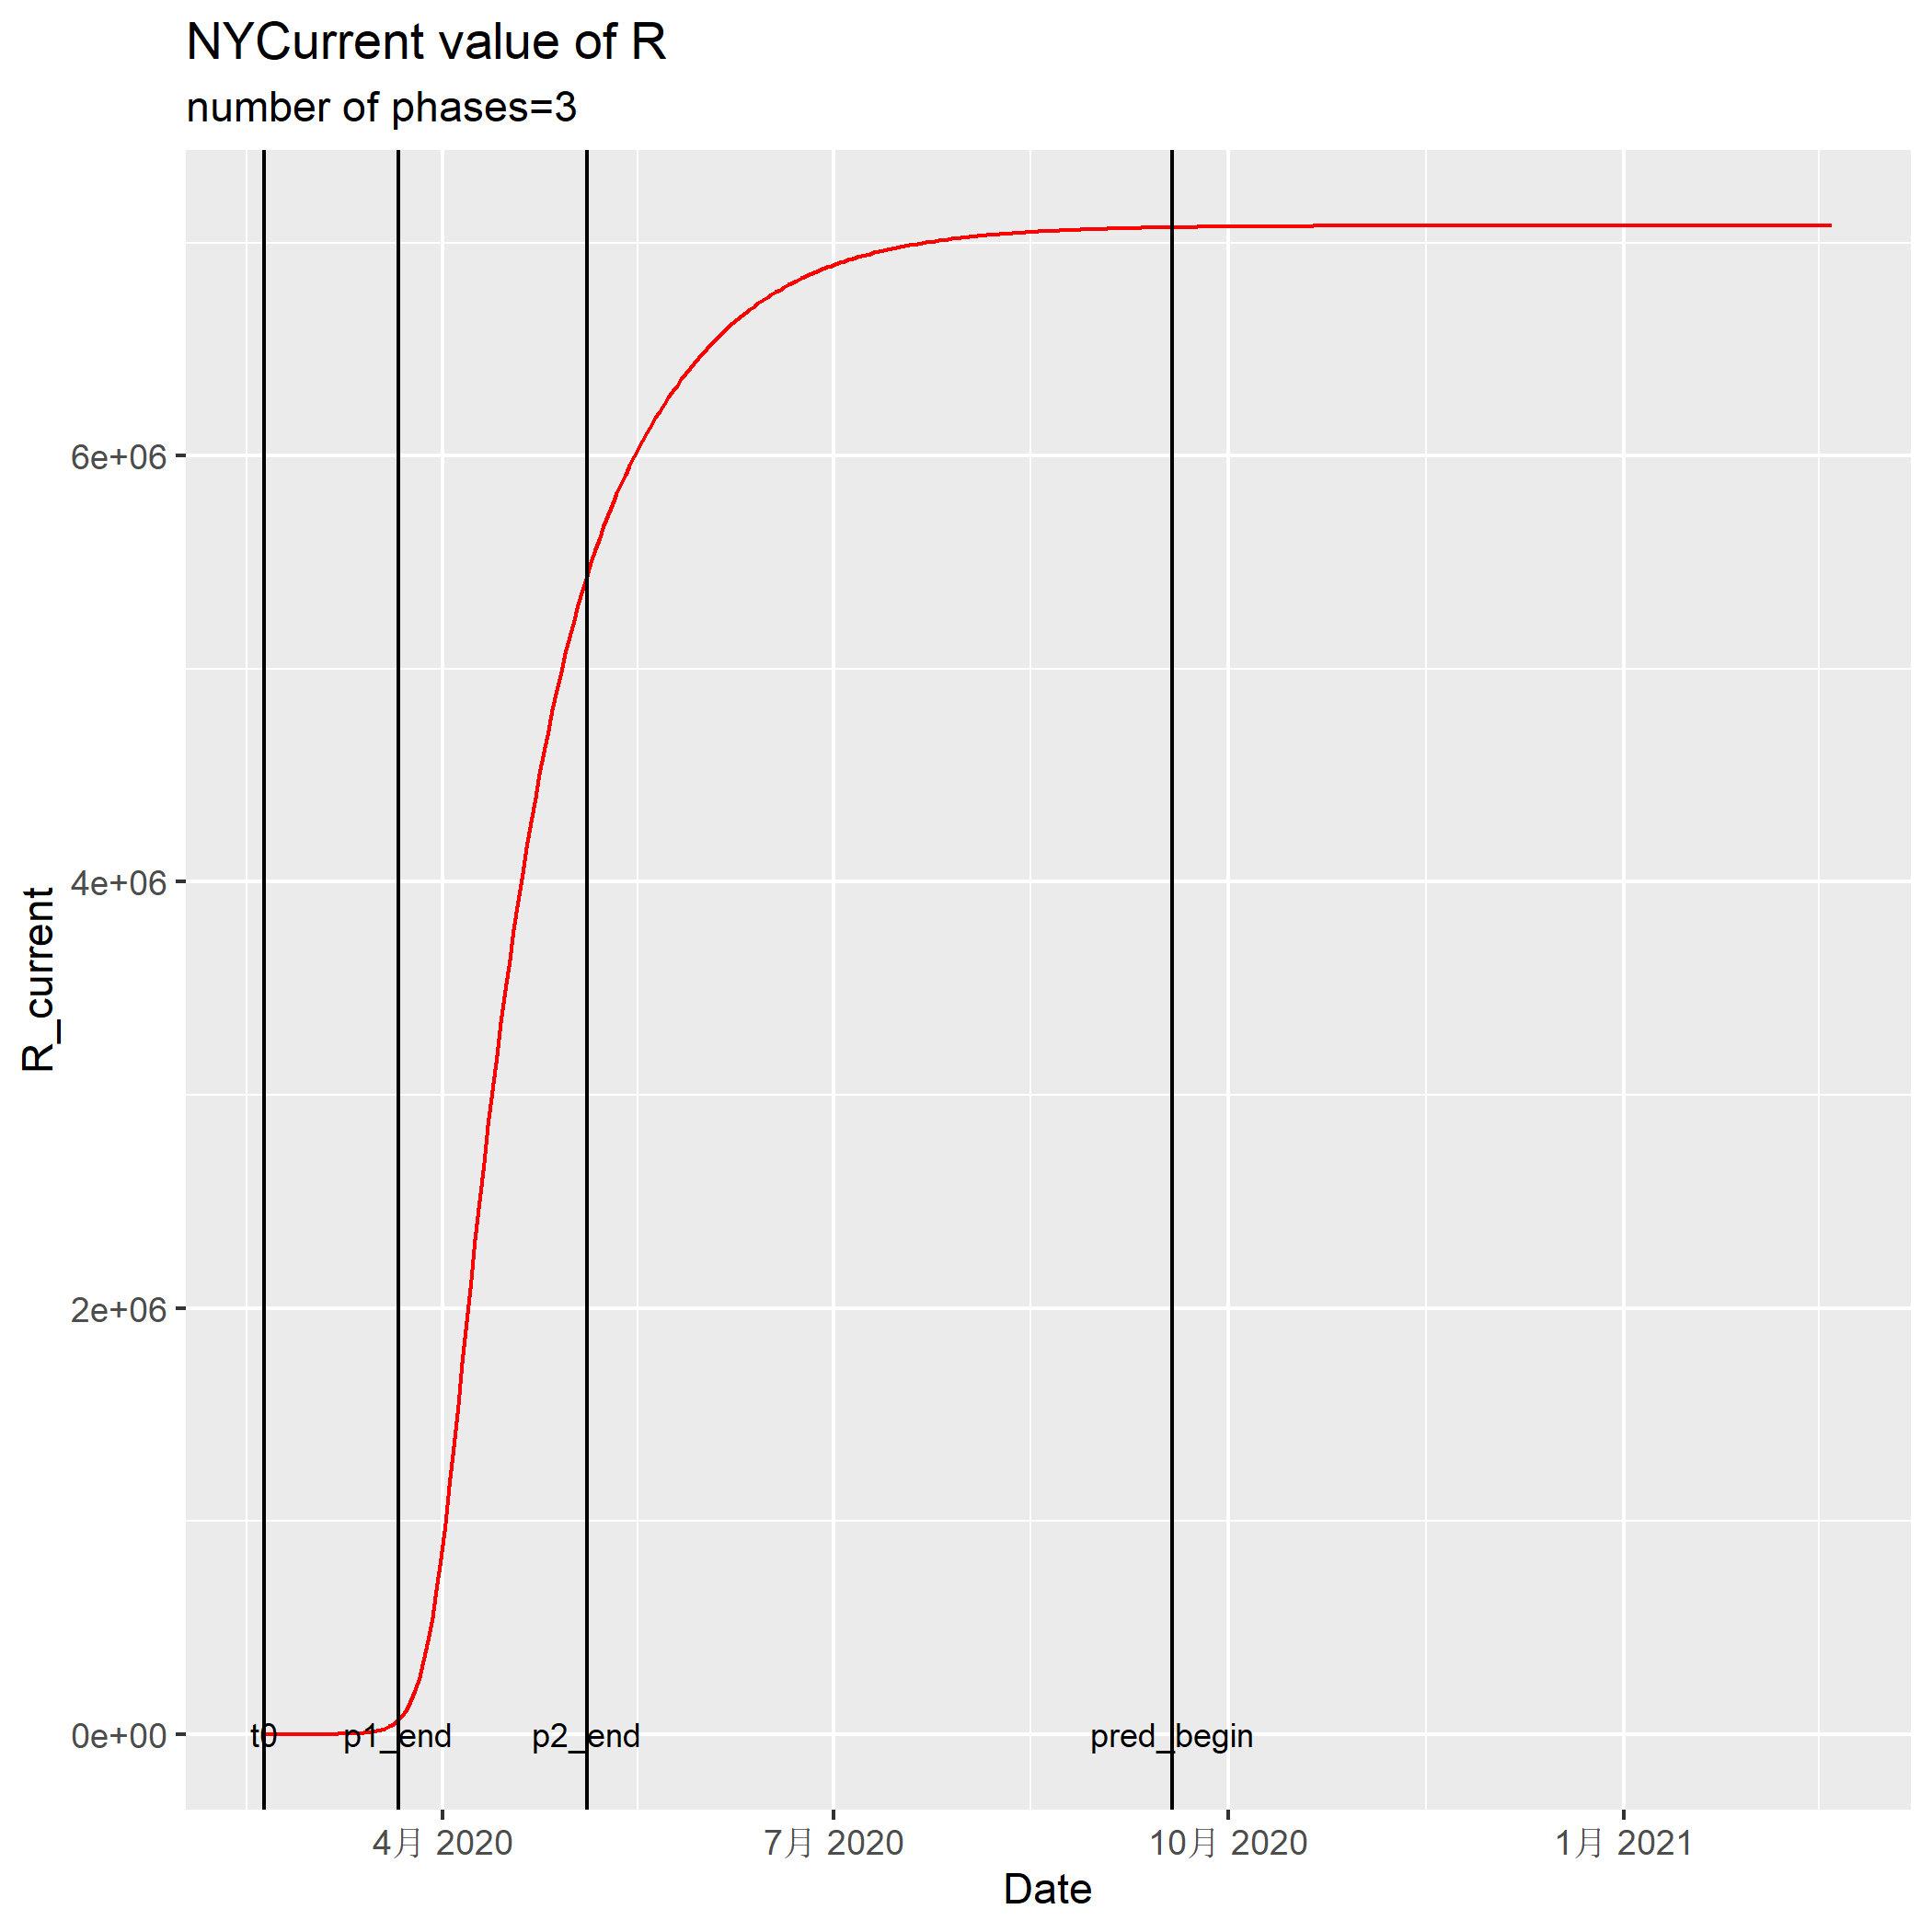 NYCurrent value of R
number of phases=3
R_current
6e+06
4e+06
2e+06
0e+00
t0 p1_end p2_end pred_begin
4月 2020 7月 2020 10月 2020 1月 2021
Date